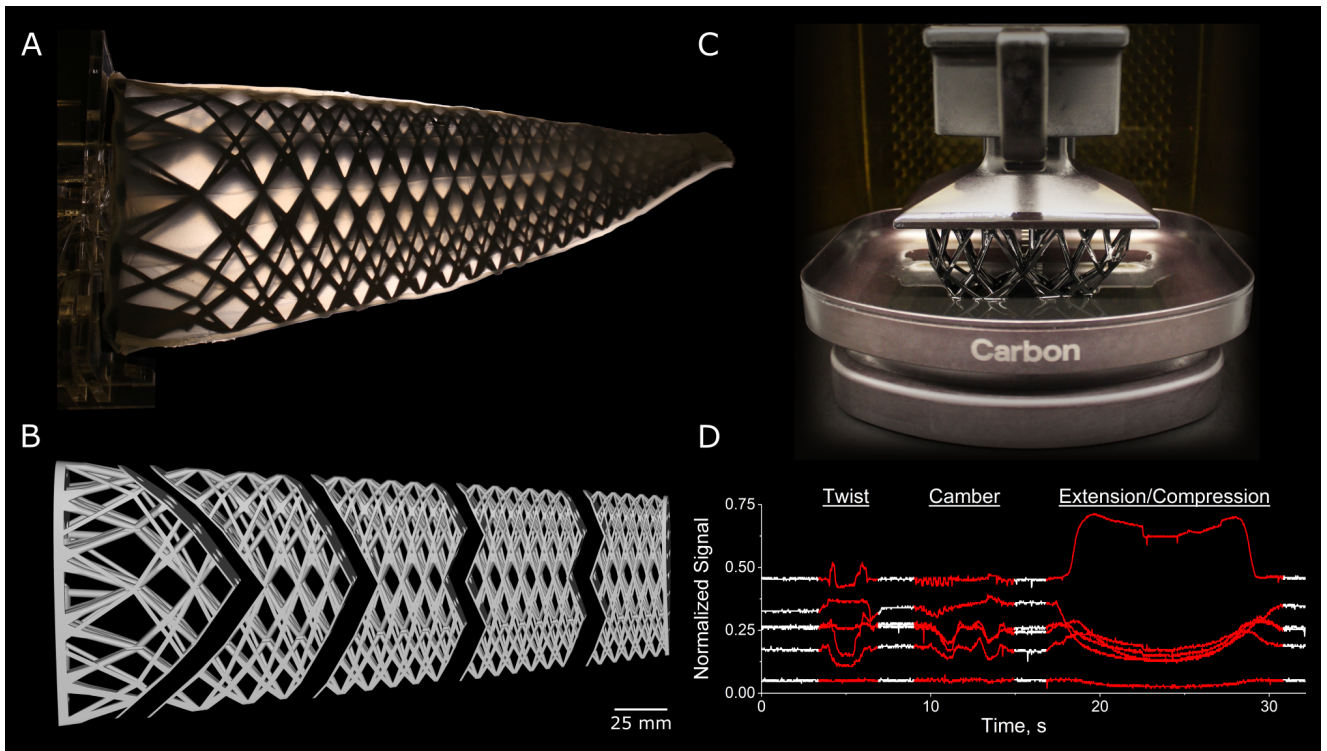 A
C
Carbon
B
25 mm
D
Twist Camber Extension/Compression
0.75
0.50
0.25
0.00
Normalized Signal
0 10 20 30
Time, s